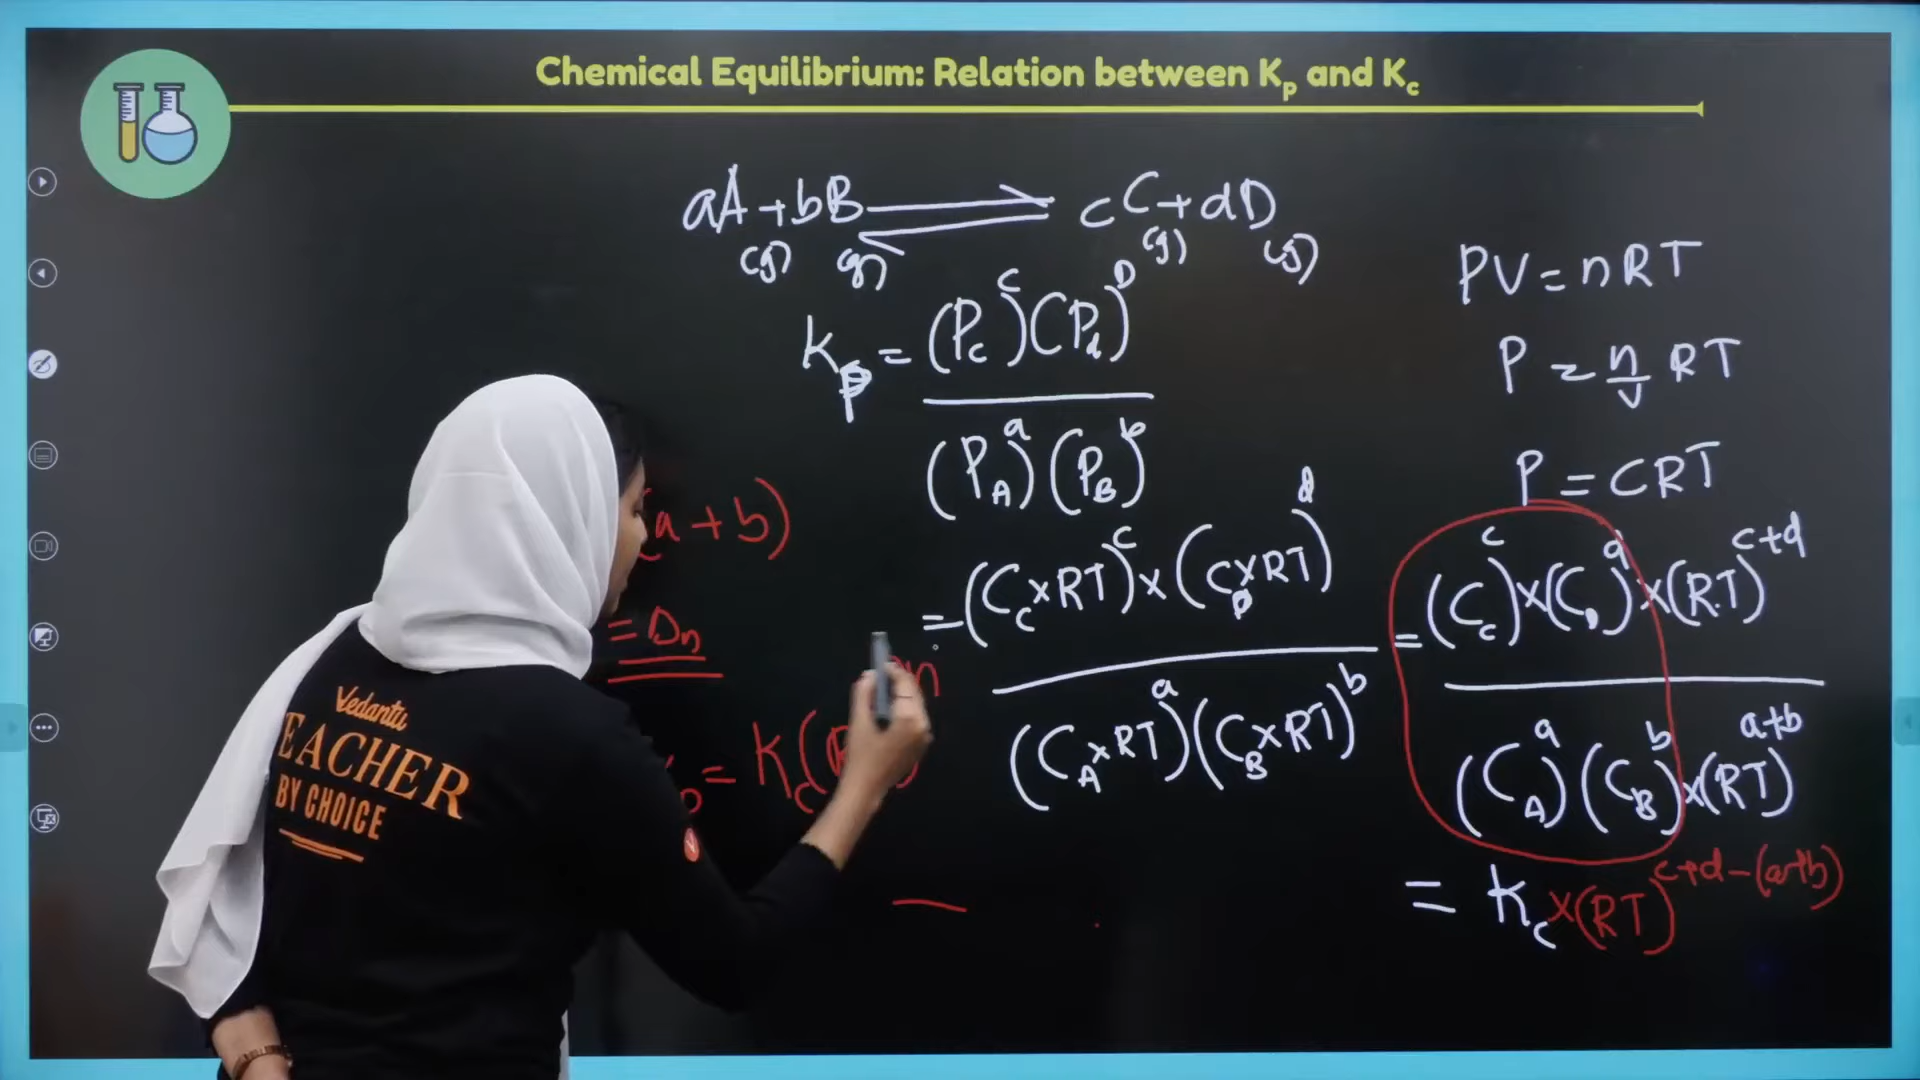 Chemical Equilibrium: Relation between Kp and Kc
aA + bB ⇌ cC + dD
(g) (g) (g) (g)
PV = nRT
Kp = (Pc)^c (Pd)^D / (PA)^a (PB)^b
P = n/V RT
P = CRT
(a + b)
= Dn
= (Cc × RT)^c × (CD × RT)^d / (CA × RT)^a (CB × RT)^b = (Cc)^c × (CD)^d × (RT)^c+d / (CA)^a (CB)^b × (RT)^a+b
= Kc(
n
= Kc × (RT)^c+d-(a+b)
Vedantu
TEACHER
BY CHOICE